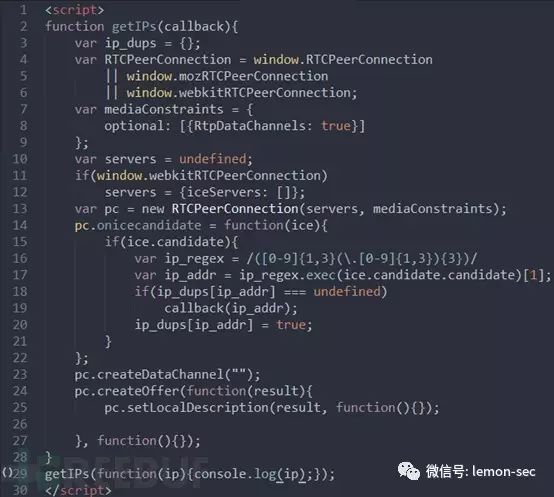 1 <script>
2 function getIPs(callback){
3     var ip_dups = {};
4     var RTCPeerConnection = window.RTCPeerConnection
5         || window.mozRTCPeerConnection
6         || window.webkitRTCPeerConnection;
7     var mediaConstraints = {
8         optional: [{RtpDataChannels: true}]
9     };
10     var servers = undefined;
11     if(window.webkitRTCPeerConnection)
12         servers = {iceServers: []};
13     var pc = new RTCPeerConnection(servers, mediaConstraints);
14     pc.onicecandidate = function(ice){
15         if(ice.candidate){
16             var ip_regex = /([0-9]{1,3}(\.[0-9]{1,3}){3})/
17             var ip_addr = ip_regex.exec(ice.candidate.candidate)[1];
18             if(ip_dups[ip_addr] === undefined)
19                 callback(ip_addr);
20             ip_dups[ip_addr] = true;
21         }
22     };
23     pc.createDataChannel("");
24     pc.createOffer(function(result){
25         pc.setLocalDescription(result, function(){});
26
27     }, function(){});
28 }
() 29 getIPs(function(ip){console.log(ip);});
30 </script>
REEBUF
微信号: lemon-sec